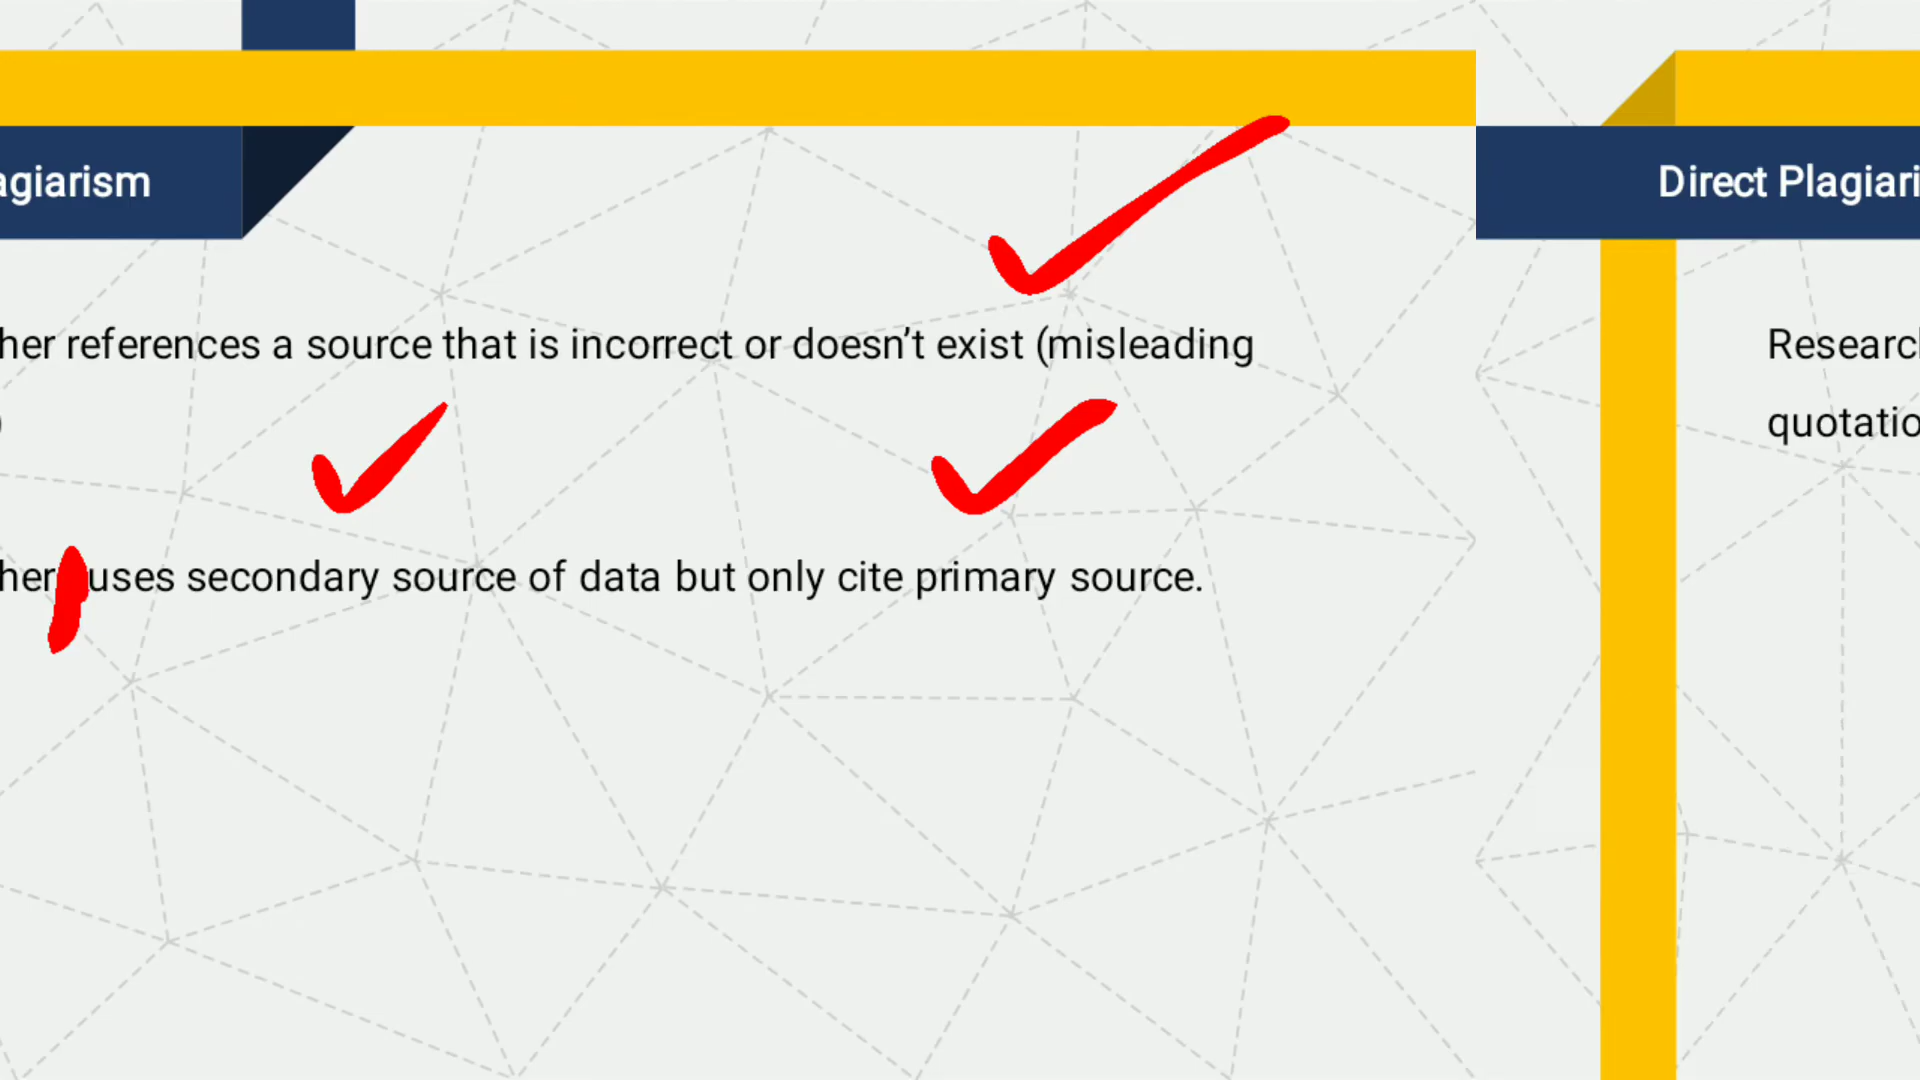 agiarism
her references a source that is incorrect or doesn’t exist (misleading
)
her uses secondary source of data but only cite primary source.
Direct Plagiari
Researc
quotatio